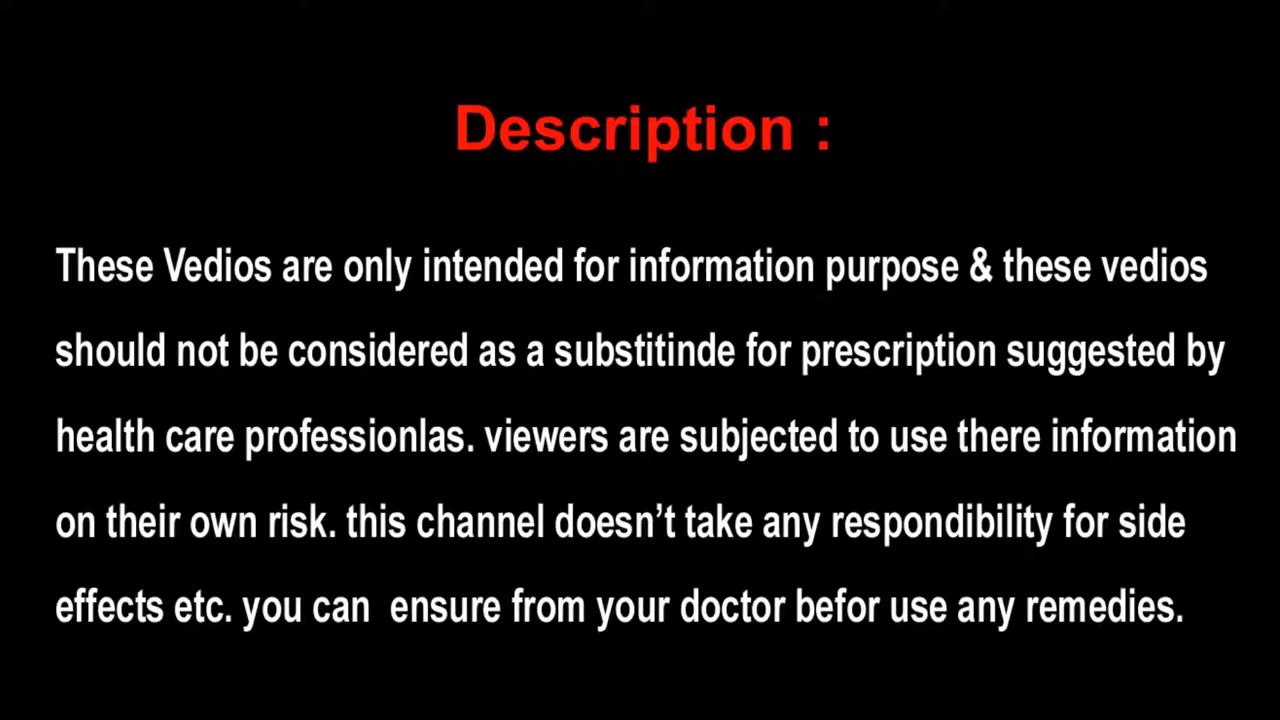 Description :
These Vedios are only intended for information purpose & these vedios
should not be considered as a substitinde for prescription suggested by
health care professionlas. viewers are subjected to use there information
on their own risk. this channel doesn’t take any respondibility for side
effects etc. you can  ensure from your doctor befor use any remedies.